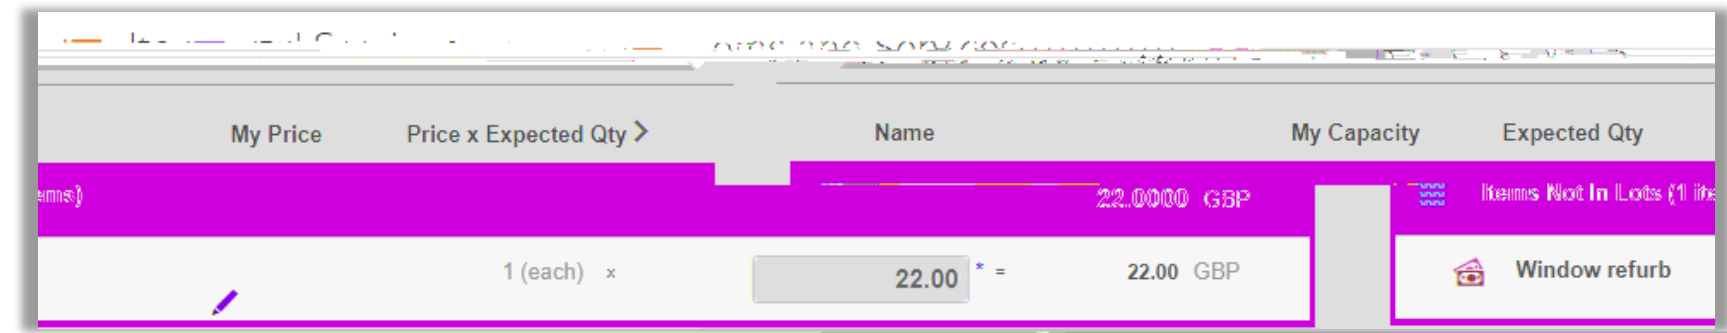 My Price Price x Expected Qty > Name My Capacity Expected Qty
22.0000 GBP Items Not In Lots (1
1 (each) x 22.00 * = 22.00 GBP Window refurb